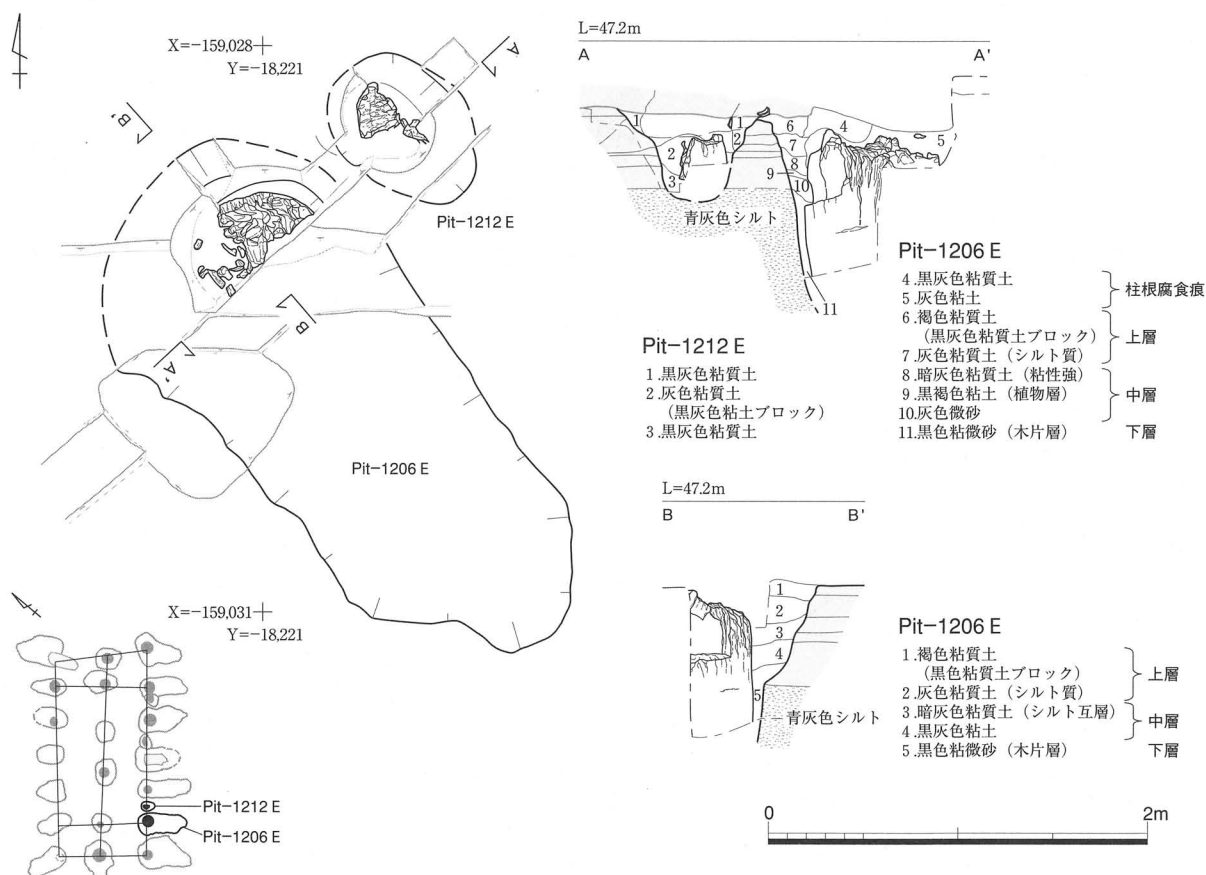 X=-159,028
Y=-18,221
A
B'
Pit-1212 E
B
A'
Pit-1206 E
X=-159,031
Y=-18,221
Pit-1212 E
Pit-1206 E
L=47.2m
A
A'
1
11
6
4
5
2
2
7
3
8
9
10
青灰色シルト
11
Pit-1212 E
1.黒灰色粘質土
2.灰色粘質土
(黒灰色粘土ブロック)
3.黒灰色粘質土
Pit-1206 E
4.黒灰色粘質土
5.灰色粘土
柱根腐食痕
6.褐色粘質土
(黒灰色粘質土ブロック)
7.灰色粘質土(シルト質)
上層
8.暗灰色粘質土(粘性強)
9.黒褐色粘土(植物層)
10.灰色微砂
中層
11.黒色粘微砂(木片層) 下層
L=47.2m
B
B'
1
2
3
4
5
青灰色シルト
Pit-1206 E
1.褐色粘質土
(黒色粘質土ブロック)
2.灰色粘質土(シルト質)
上層
3.暗灰色粘質土(シルト互層)
4.黒灰色粘土
中層
5.黒色粘微砂(木片層) 下層
0
2m